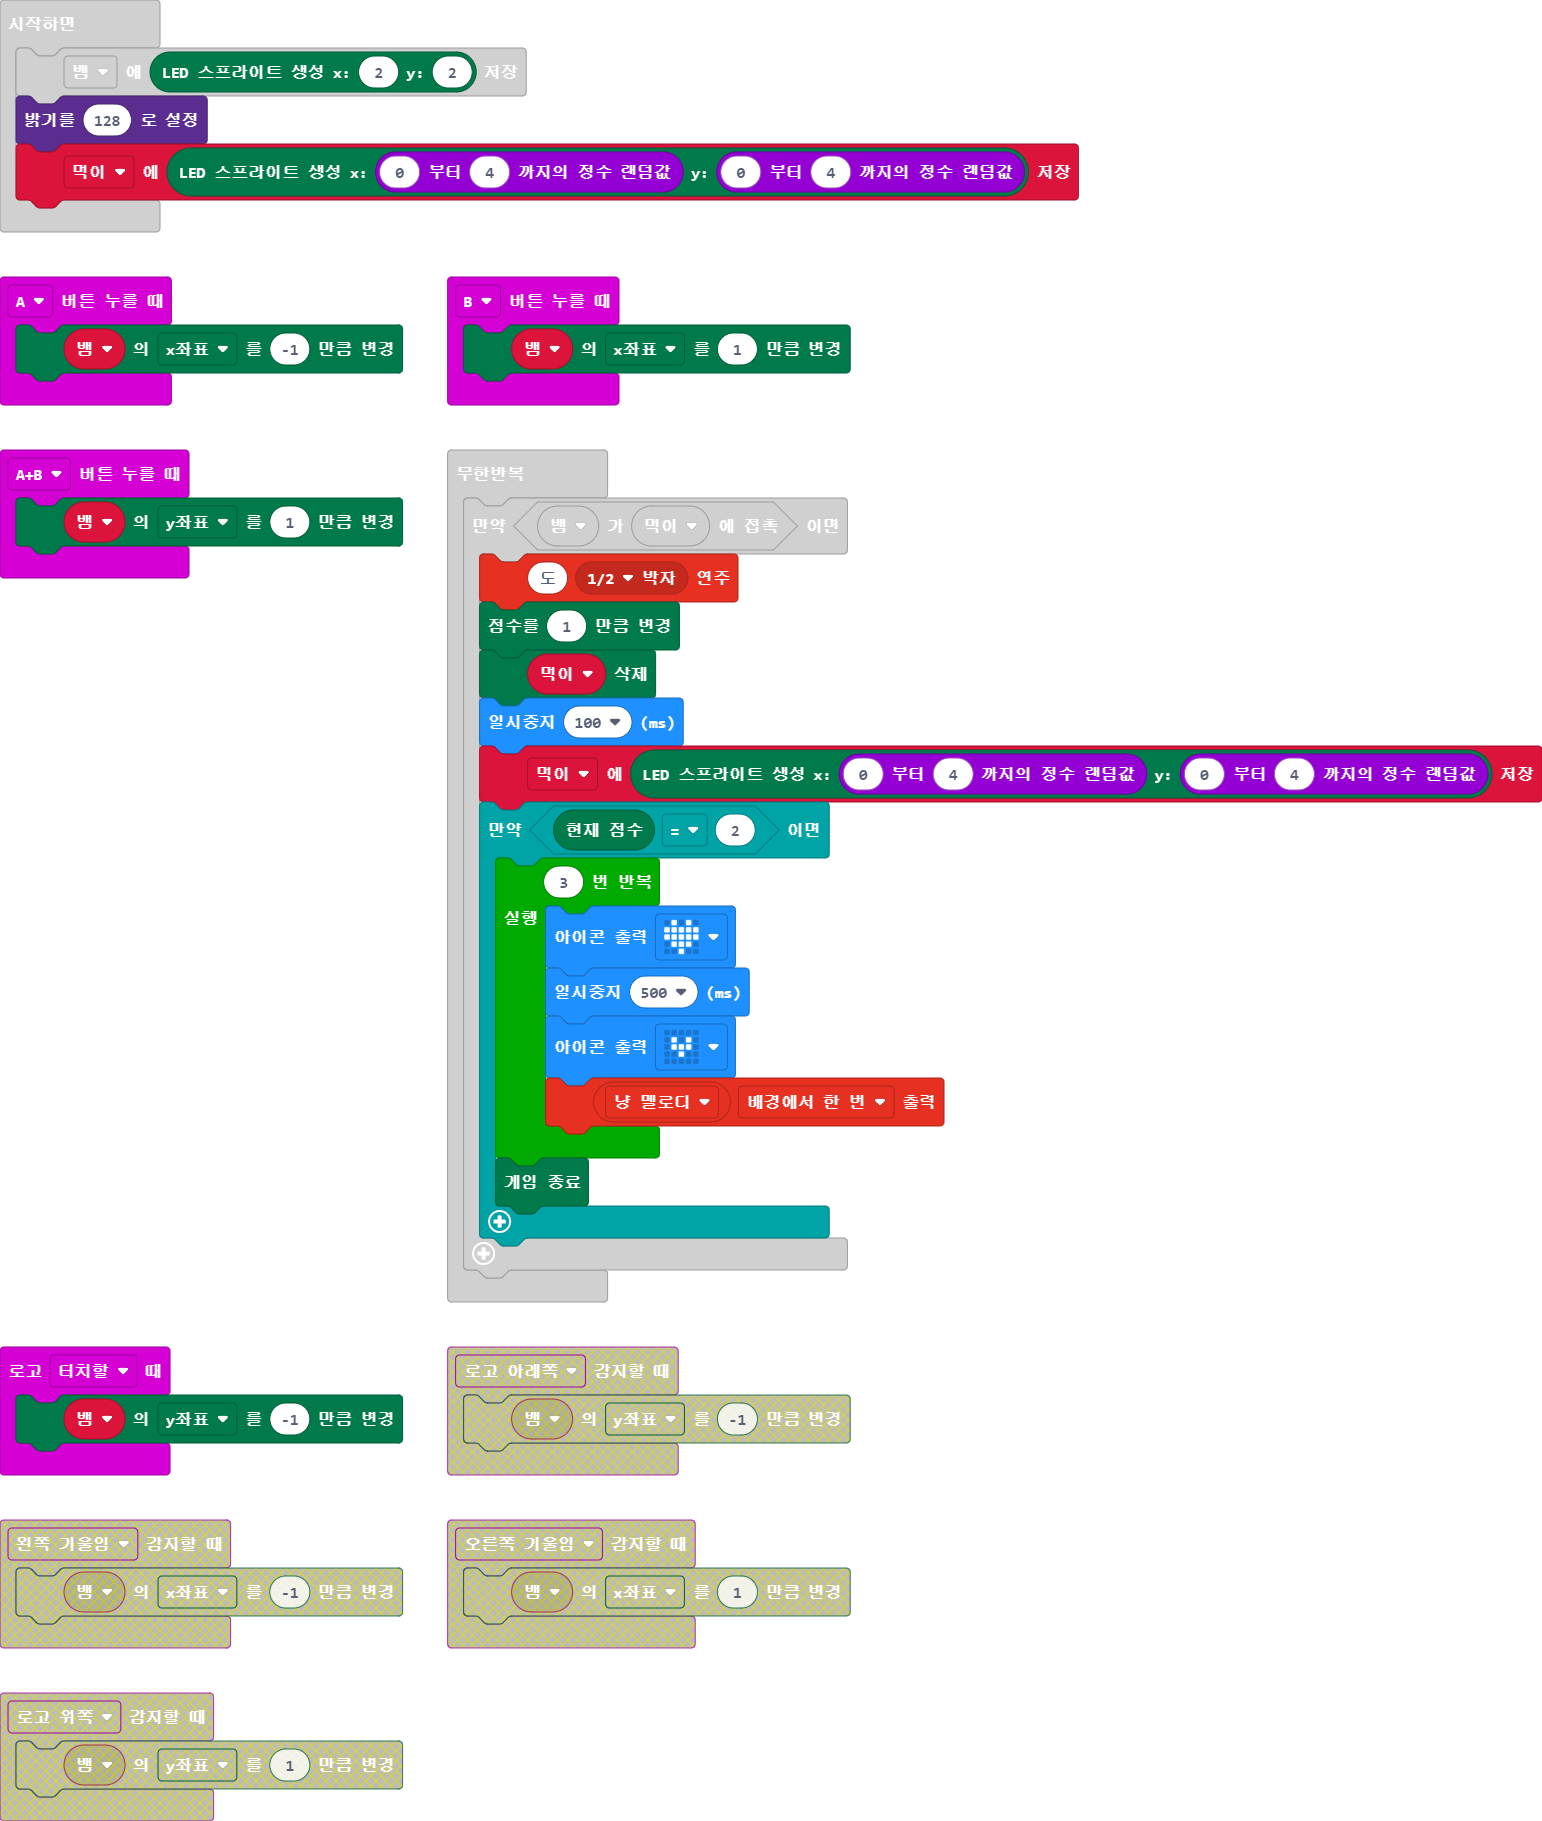 시작하면
뱀 에 LED 스프라이트 생성 x: 2 y: 2 저장
밝기를 128 로 설정
먹이 에 LED 스프라이트 생성 x: 0 부터 4 까지의 정수 랜덤값 y: 0 부터 4 까지의 정수 랜덤값 저장
A 버튼 누를 때
뱀 의 x좌표 를 -1 만큼 변경
B 버튼 누를 때
뱀 의 x좌표 를 1 만큼 변경
A+B 버튼 누를 때
뱀 의 y좌표 를 1 만큼 변경
무한반복
만약 뱀 가 먹이 에 접촉 이면
도 1/2 박자 연주
점수를 1 만큼 변경
먹이 삭제
일시중지 100 (ms)
먹이 에 LED 스프라이트 생성 x: 0 부터 4 까지의 정수 랜덤값 y: 0 부터 4 까지의 정수 랜덤값 저장
만약 현재 점수 = 2 이면
3 번 반복
실행
아이콘 출력
일시중지 500 (ms)
아이콘 출력
냥 멜로디 배경에서 한 번 출력
게임 종료
로고 터치할 때
뱀 의 y좌표 를 -1 만큼 변경
로고 아래쪽 감지할 때
뱀 의 y좌표 를 -1 만큼 변경
왼쪽 기울임 감지할 때
뱀 의 x좌표 를 -1 만큼 변경
오른쪽 기울임 감지할 때
뱀 의 x좌표 를 1 만큼 변경
로고 위쪽 감지할 때
뱀 의 y좌표 를 1 만큼 변경